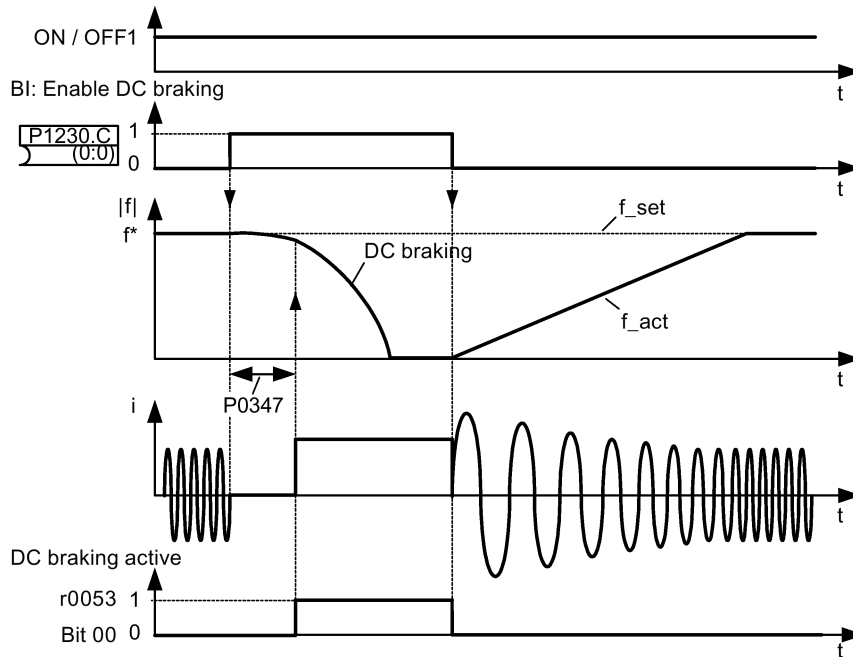 ON / OFF1
t
BI: Enable DC braking
P1230.C
(0:0)
1
0
t
|f|
f*
f_set
DC braking
f_act
t
P0347
i
t
DC braking active
r0053 1
Bit 00 0
t